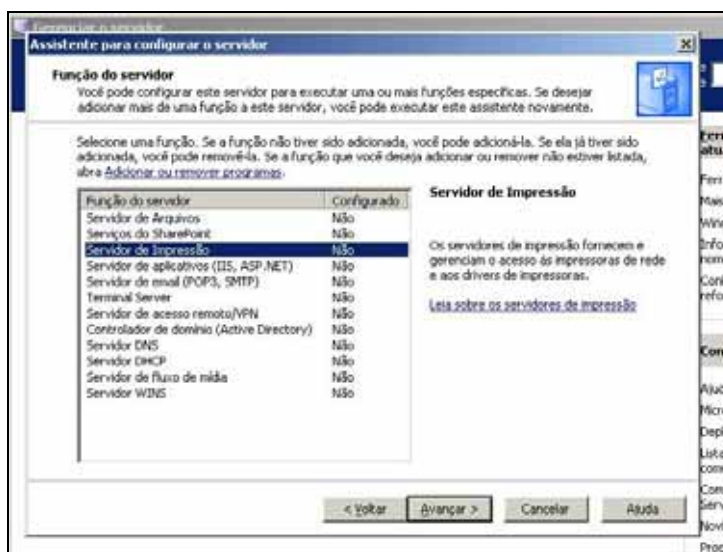 Gerenciar o servidor
Assistente para configurar o servidor
Função do servidor
Você pode configurar este servidor para executar uma ou mais funções específicas. Se desejar
adicionar mais de uma função a este servidor, você pode executar este assistente novamente.
Selecione uma função. Se a função não tiver sido adicionada, você pode adicioná-la. Se ela já tiver sido
adicionada, você pode removê-la. Se a função que você deseja adicionar ou remover não estiver listada,
abra Adicionar ou remover programas.
Função do servidor Configurado
Servidor de Arquivos Não
Serviços do SharePoint Não
Servidor de Impressão Não
Servidor de aplicativos (IIS, ASP.NET) Não
Servidor de email (POP3, SMTP) Não
Terminal Server Não
Servidor de acesso remoto/VPN Não
Controlador de domínio (Active Directory) Não
Servidor DNS Não
Servidor DHCP Não
Servidor de fluxo de mídia Não
Servidor WINS Não
Servidor de Impressão
Os servidores de impressão fornecem e
gerenciam o acesso às impressoras de rede
e aos drivers de impressoras.
Leia sobre os servidores de impressão
< Voltar Avançar > Cancelar Ajuda